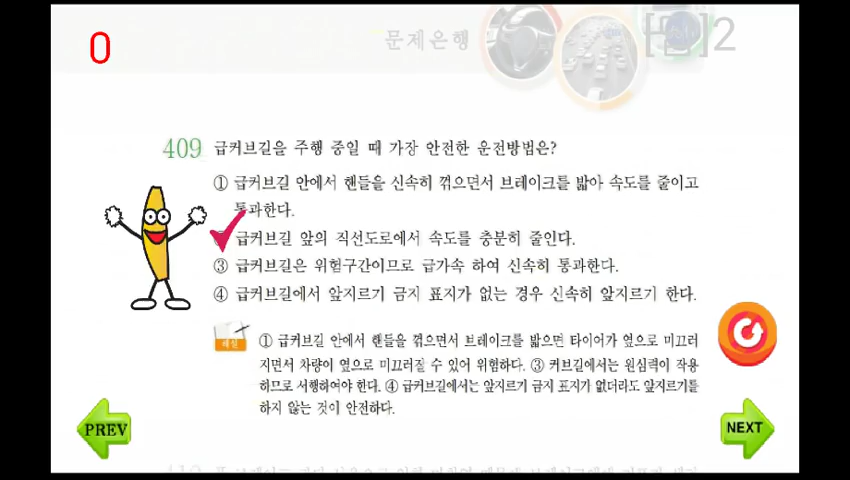 0
문제은행
]2
409 급커브길을 주행 중일 때 가장 안전한 운전방법은?
① 급커브길 안에서 핸들을 신속히 꺾으면서 브레이크를 밟아 속도를 줄이고
통과한다.
급커브길 앞의 직선도로에서 속도를 충분히 줄인다.
③ 급커브길은 위험구간이므로 급가속 하여 신속히 통과한다.
④ 급커브길에서 앞지르기 금지 표지가 없는 경우 신속히 앞지르기 한다.
해설 ① 급커브길 안에서 핸들을 꺾으면서 브레이크를 밟으면 타이어가 옆으로 미끄러
지면서 차량이 옆으로 미끄러질 수 있어 위험하다. ③ 커브길에서는 원심력이 작용
하므로 서행하여야 한다. ④ 급커브길에서는 앞지르기 금지 표지가 없더라도 앞지르기를
하지 않는 것이 안전하다.
PREV
NEXT